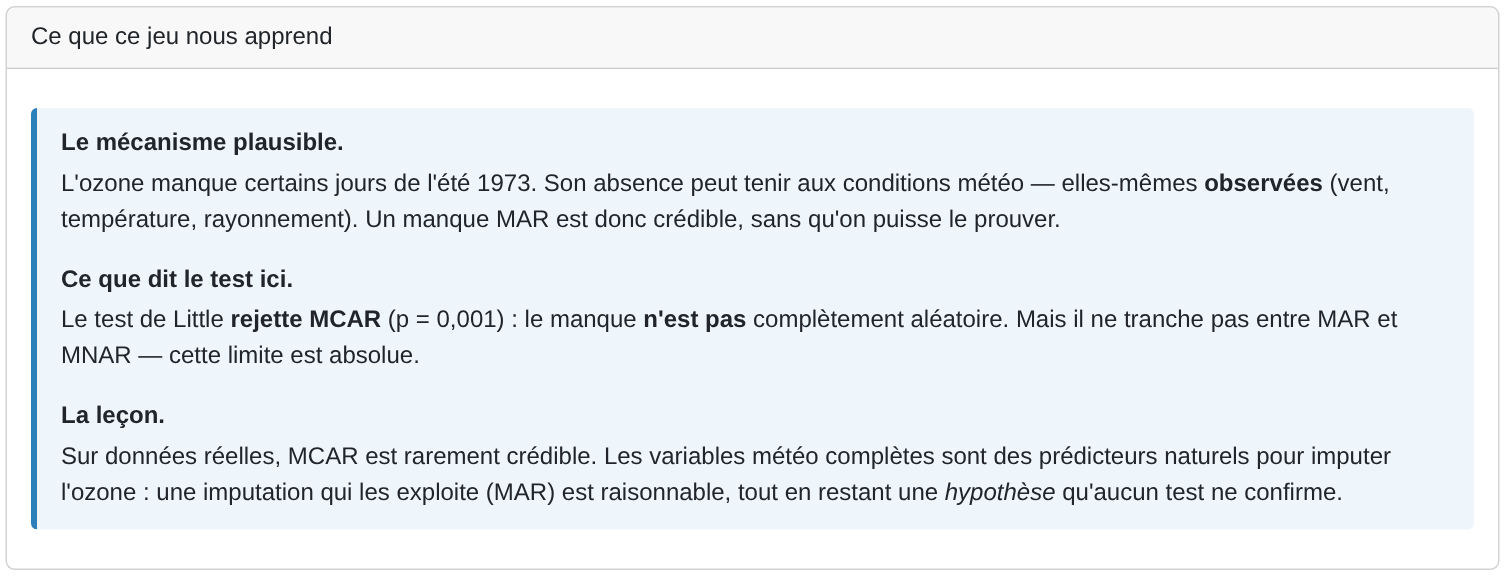 Ce que ce jeu nous apprend
Le mécanisme plausible.
L'ozone manque certains jours de l'été 1973. Son absence peut tenir aux conditions météo — elles-mêmes observées (vent,
température, rayonnement). Un manque MAR est donc crédible, sans qu'on puisse le prouver.
Ce que dit le test ici.
Le test de Little rejette MCAR (p = 0,001) : le manque n'est pas complètement aléatoire. Mais il ne tranche pas entre MAR et
MNAR — cette limite est absolue.
La leçon.
Sur données réelles, MCAR est rarement crédible. Les variables météo complètes sont des prédicteurs naturels pour imputer
l'ozone : une imputation qui les exploite (MAR) est raisonnable, tout en restant une hypothèse qu'aucun test ne confirme.